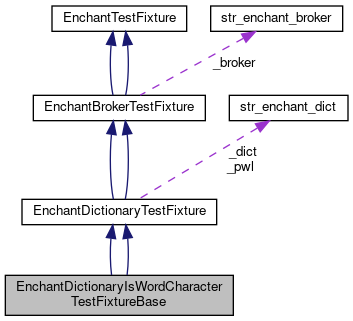 EnchantTestFixture
str_enchant_broker
_broker
EnchantBrokerTestFixture
str_enchant_dict
_dict
_pwl
EnchantDictionaryTestFixture
EnchantDictionaryIsWordCharacter
TestFixtureBase